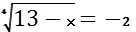 ⁴√13 − x = −2